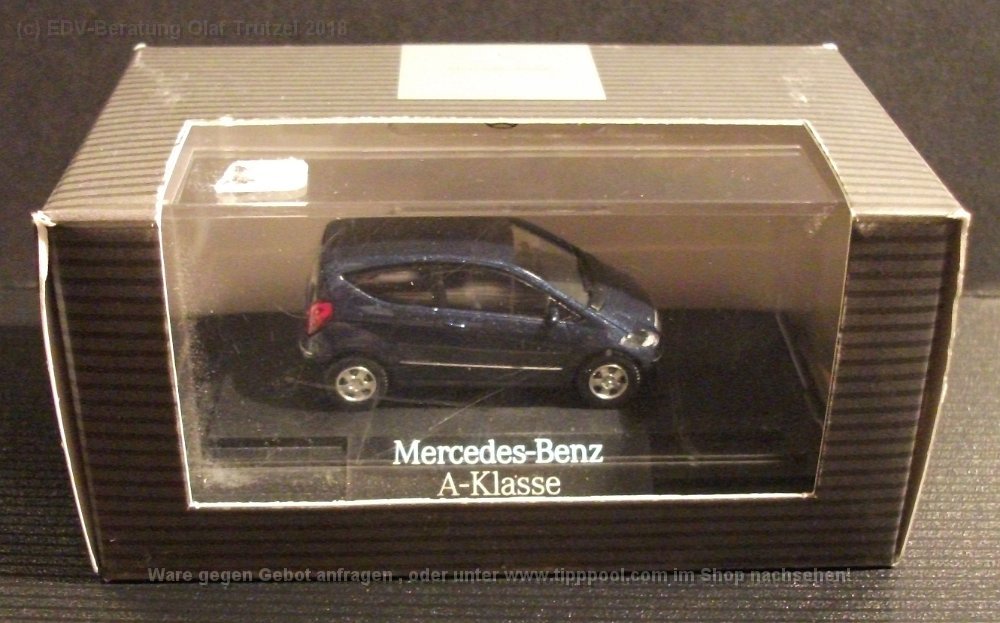 (c) EDV-Beratung Olaf Trutzel 2018
Mercedes-Benz
A-Klasse
Ware gegen Gebot anfragen , oder unter www.tipppool.com im Shop nachsehen!